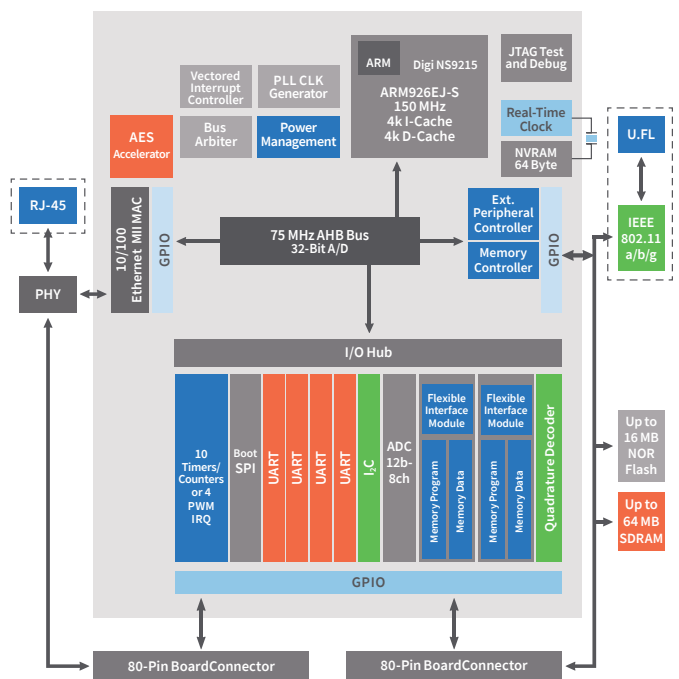 ARM
Digi NS9215
ARM926EJ-S
150 MHz
4k I-Cache
4k D-Cache
JTAG Test
and Debug
Vectored
Interrupt
Controller
PLL CLK
Generator
Bus
Arbiter
Power
Management
AES
Accelerator
Real-Time
Clock
NVRAM
64 Byte
U.FL
IEEE
802.11
a/b/g
RJ-45
PHY
10/100
Ethernet MII MAC
GPIO
75 MHz AHB Bus
32-Bit A/D
Ext.
Peripheral
Controller
Memory
Controller
GPIO
I/O Hub
10
Timers/
Counters
or 4
PWM
IRQ
Boot
SPI
UART
UART
UART
UART
I2C
ADC
12b-
8ch
Flexible
Interface
Module
Memory Program
Memory Data
Flexible
Interface
Module
Memory Program
Memory Data
Quadrature Decoder
Up to
16 MB
NOR
Flash
Up to
64 MB
SDRAM
GPIO
80-Pin BoardConnector
80-Pin BoardConnector